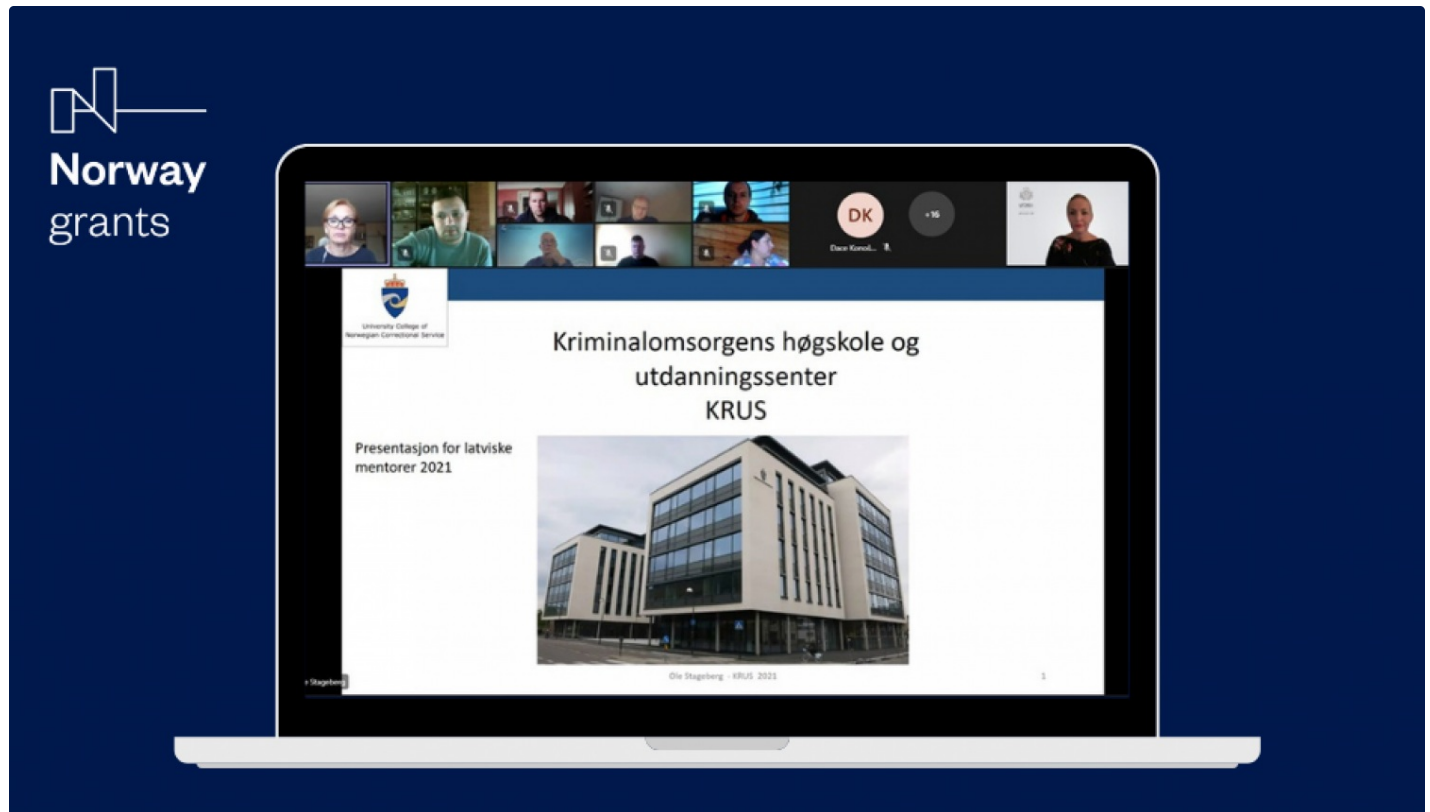 Norway
grants
DK
+16
Dace Konoš...
University College of
Norwegian Correctional Service
Kriminalomsorgens høgskole og
utdanningssenter
KRUS
Presentasjon for latviske
mentorer 2021
Stageberg
Ole Stageberg - KRUS 2021
1